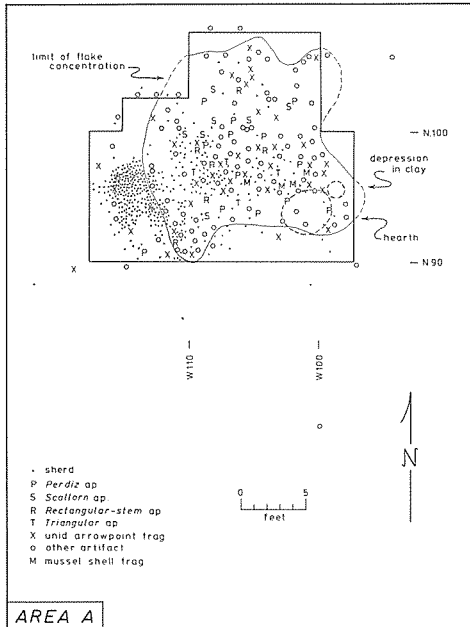 limit of flake
concentration
N,100
depression
in clay
hearth
N90
W110
W100
N
. sherd
P Perdiz ap
S Scallorn ap.
R Rectangular-stem ap
T Triangular ap
X unid arrowpoint frag
o other artifact
M mussel shell frag
0 5
feet
AREA A